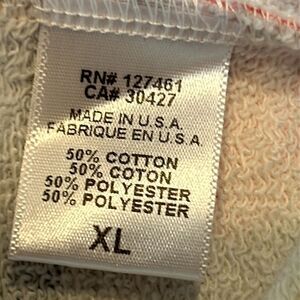 RN# 127461
CA# 30427
MADE IN U.S.A.
FABRIQUE EN U.S.A
50% COTTON
50% COTON
50% POLYESTER
50% POLYESTER
XL